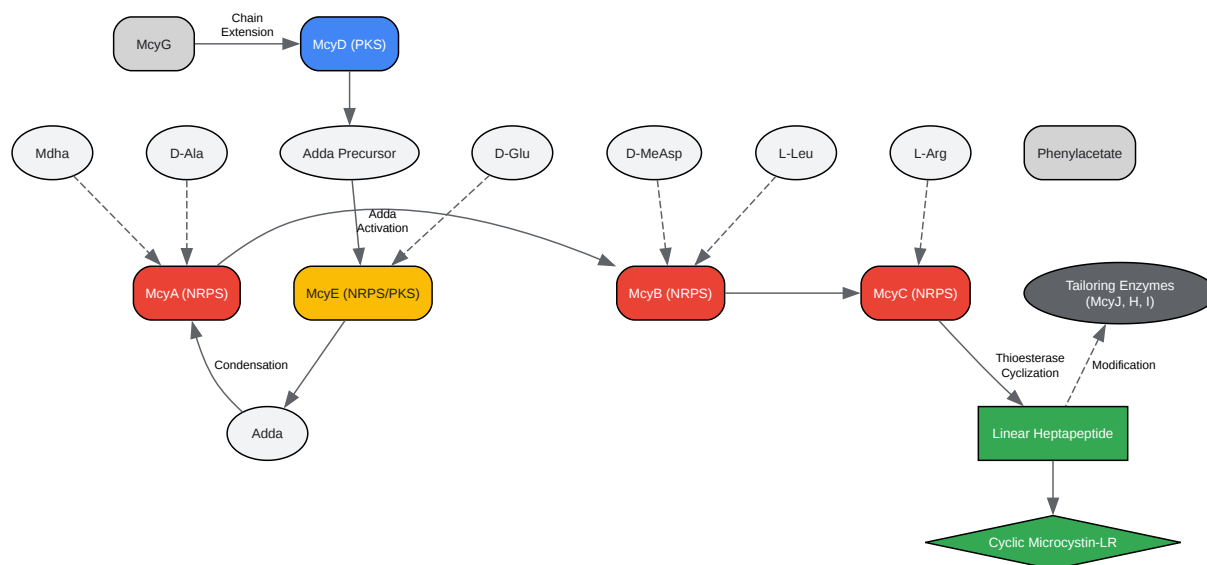 Chain
Extension
McyG
McyD (PKS)
Mdha
D-Ala
Adda Precursor
D-Glu
D-MeAsp
L-Leu
L-Arg
Phenylacetate
Adda
Activation
McyA (NRPS)
McyE (NRPS/PKS)
McyB (NRPS)
McyC (NRPS)
Tailoring Enzymes
(McyJ, H, I)
Condensation
Thioesterase
Cyclization
Modification
Adda
Linear Heptapeptide
Cyclic Microcystin-LR